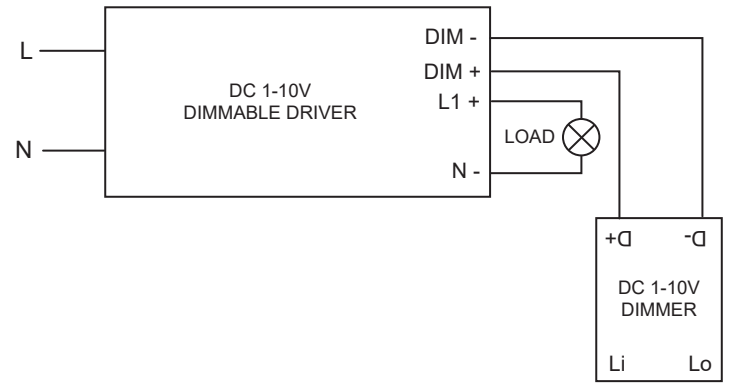 DIM -
L
DIM +
DC 1-10V
DIMMABLE DRIVER
L1 +
LOAD
N
N -
D+
D-
DC 1-10V
DIMMER
Li
Lo